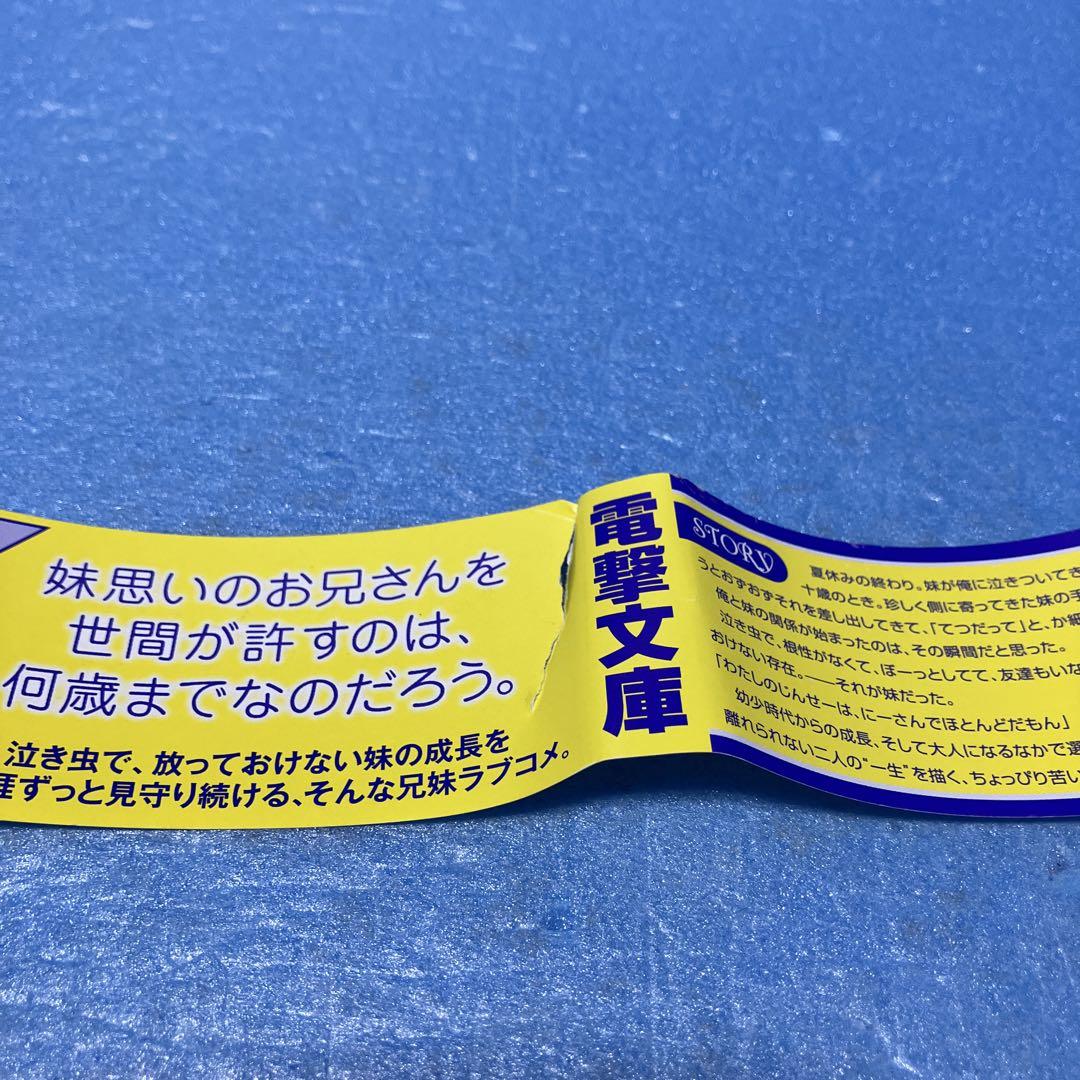 妹思いのお兄さんを
世間が許すのは、
何歳までなのだろう。
泣き虫で、放っておけない妹の成長を
涯ずっと見守り続ける、そんな兄妹ラブコメ。
電撃文庫
STORY
夏休みの終わり。妹が俺に泣きついてき
十歳のとき。珍しく側に寄ってきた妹の手
うとおずおずそれを差し出してきて、「てつだって」と、か細
俺と妹の関係が始まったのは、その瞬間だと思った。
泣き虫で、根性がなくて、ぼーっとしてて、友達もいな
おけない存在。――それが妹だった。
「わたしのじんせーは、にーさんでほとんどだもん」
幼少時代からの成長、そして大人になるなかで選
離れられない二人の“一生”を描く、ちょっぴり苦い